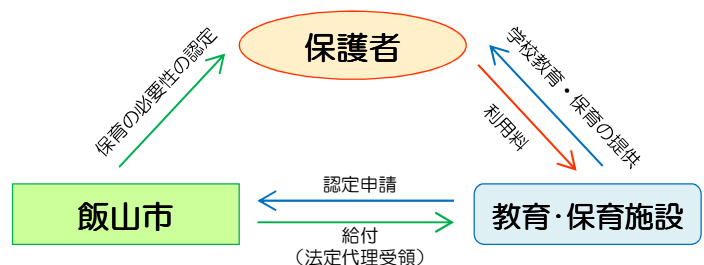 保護者
保育の必要性の認定
学校教育・保育の提供
利用料
飯山市
認定申請
給付
（法定代理受領）
教育・保育施設